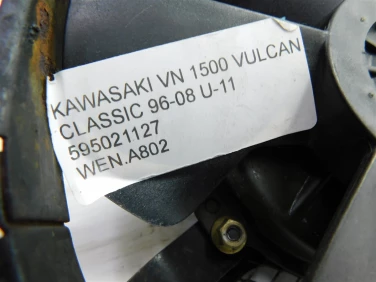 KAWASAKI VN 1500 VULCAN
CLASSIC 96-08 U-11
595021127
WEN.A802